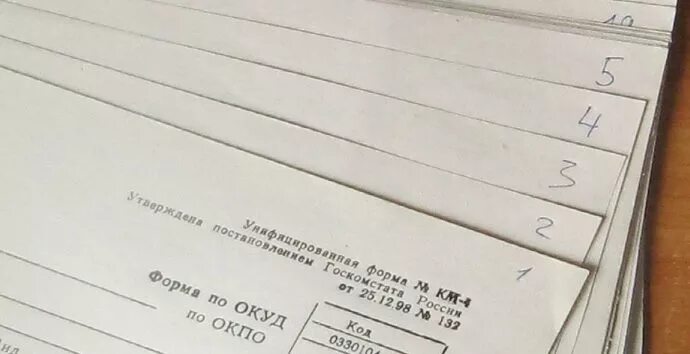 19
5
4
3
2
1
Унифицированная форма № КМ-4
Утверждена постановлением Госкомстата России
от 25.12.98 № 132
Код
Форма по ОКУД
по ОКПО